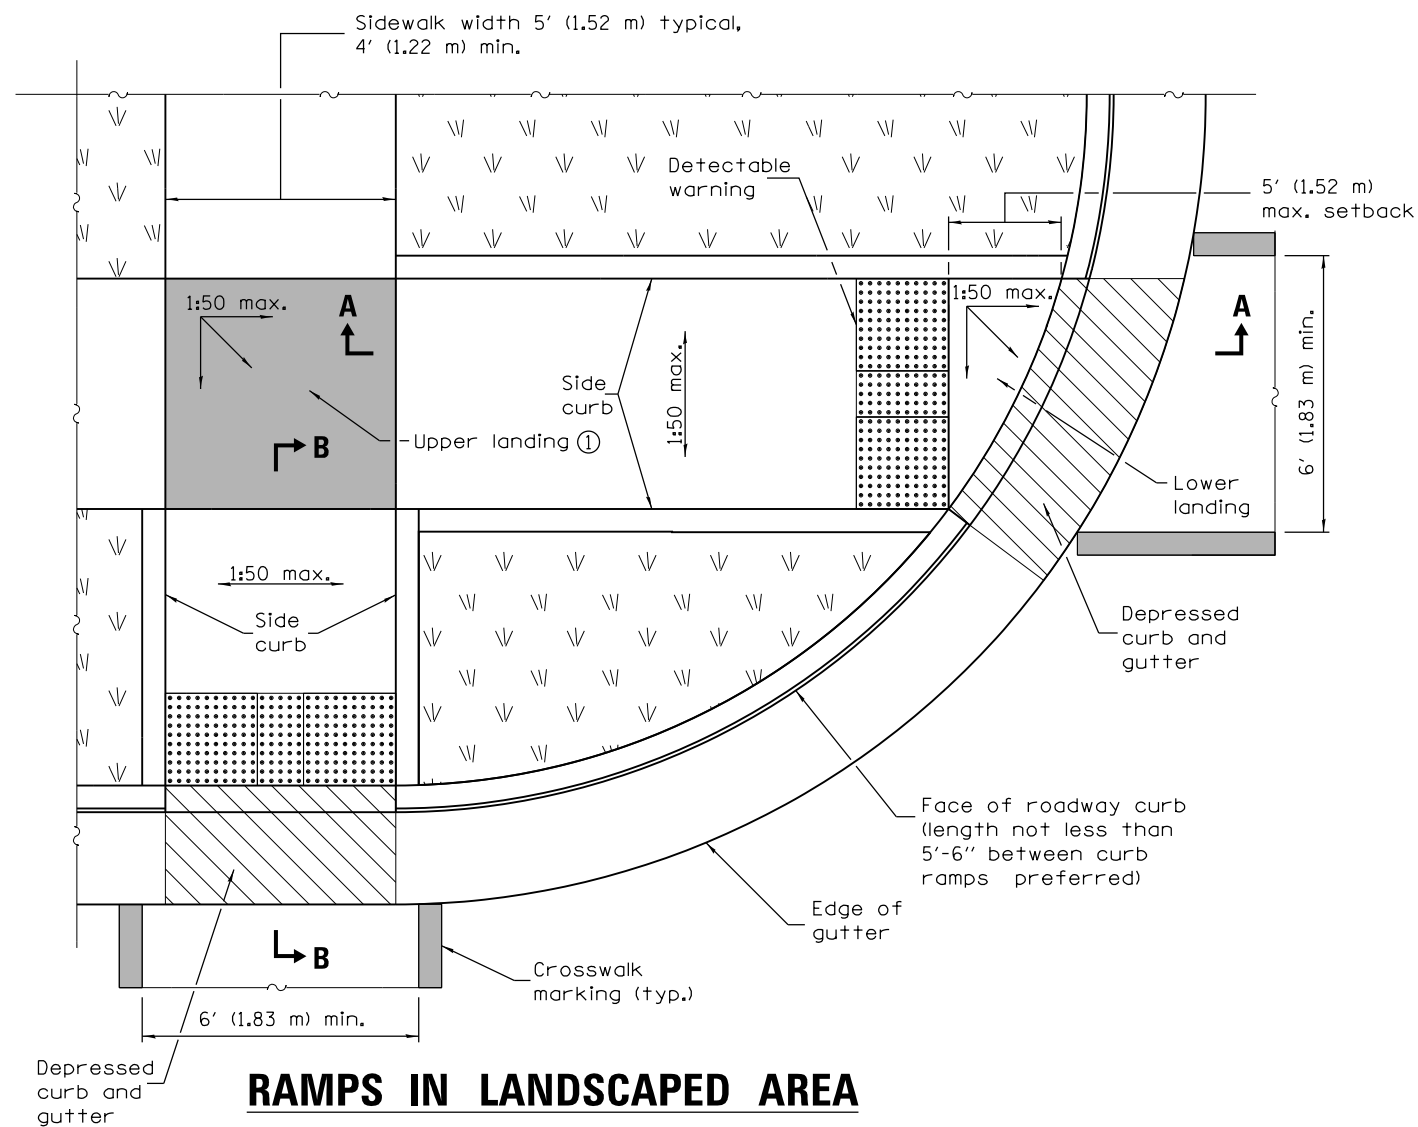 Sidewalk width 5' (1.52 m) typical,
4' (1.22 m) min.
Detectable
warning
5' (1.52 m)
max. setback
1:50 max.
A
1:50 max.
A
Side
curb
1:50 max.
6' (1.83 m) min.
B
Upper landing ①
Lower
landing
1:50 max.
Side
curb
Depressed
curb and
gutter
Face of roadway curb
(length not less than
5'-6'' between curb
ramps preferred)
Edge of
gutter
B
Crosswalk
marking (typ.)
6' (1.83 m) min.
Depressed
curb and
gutter
RAMPS IN LANDSCAPED AREA